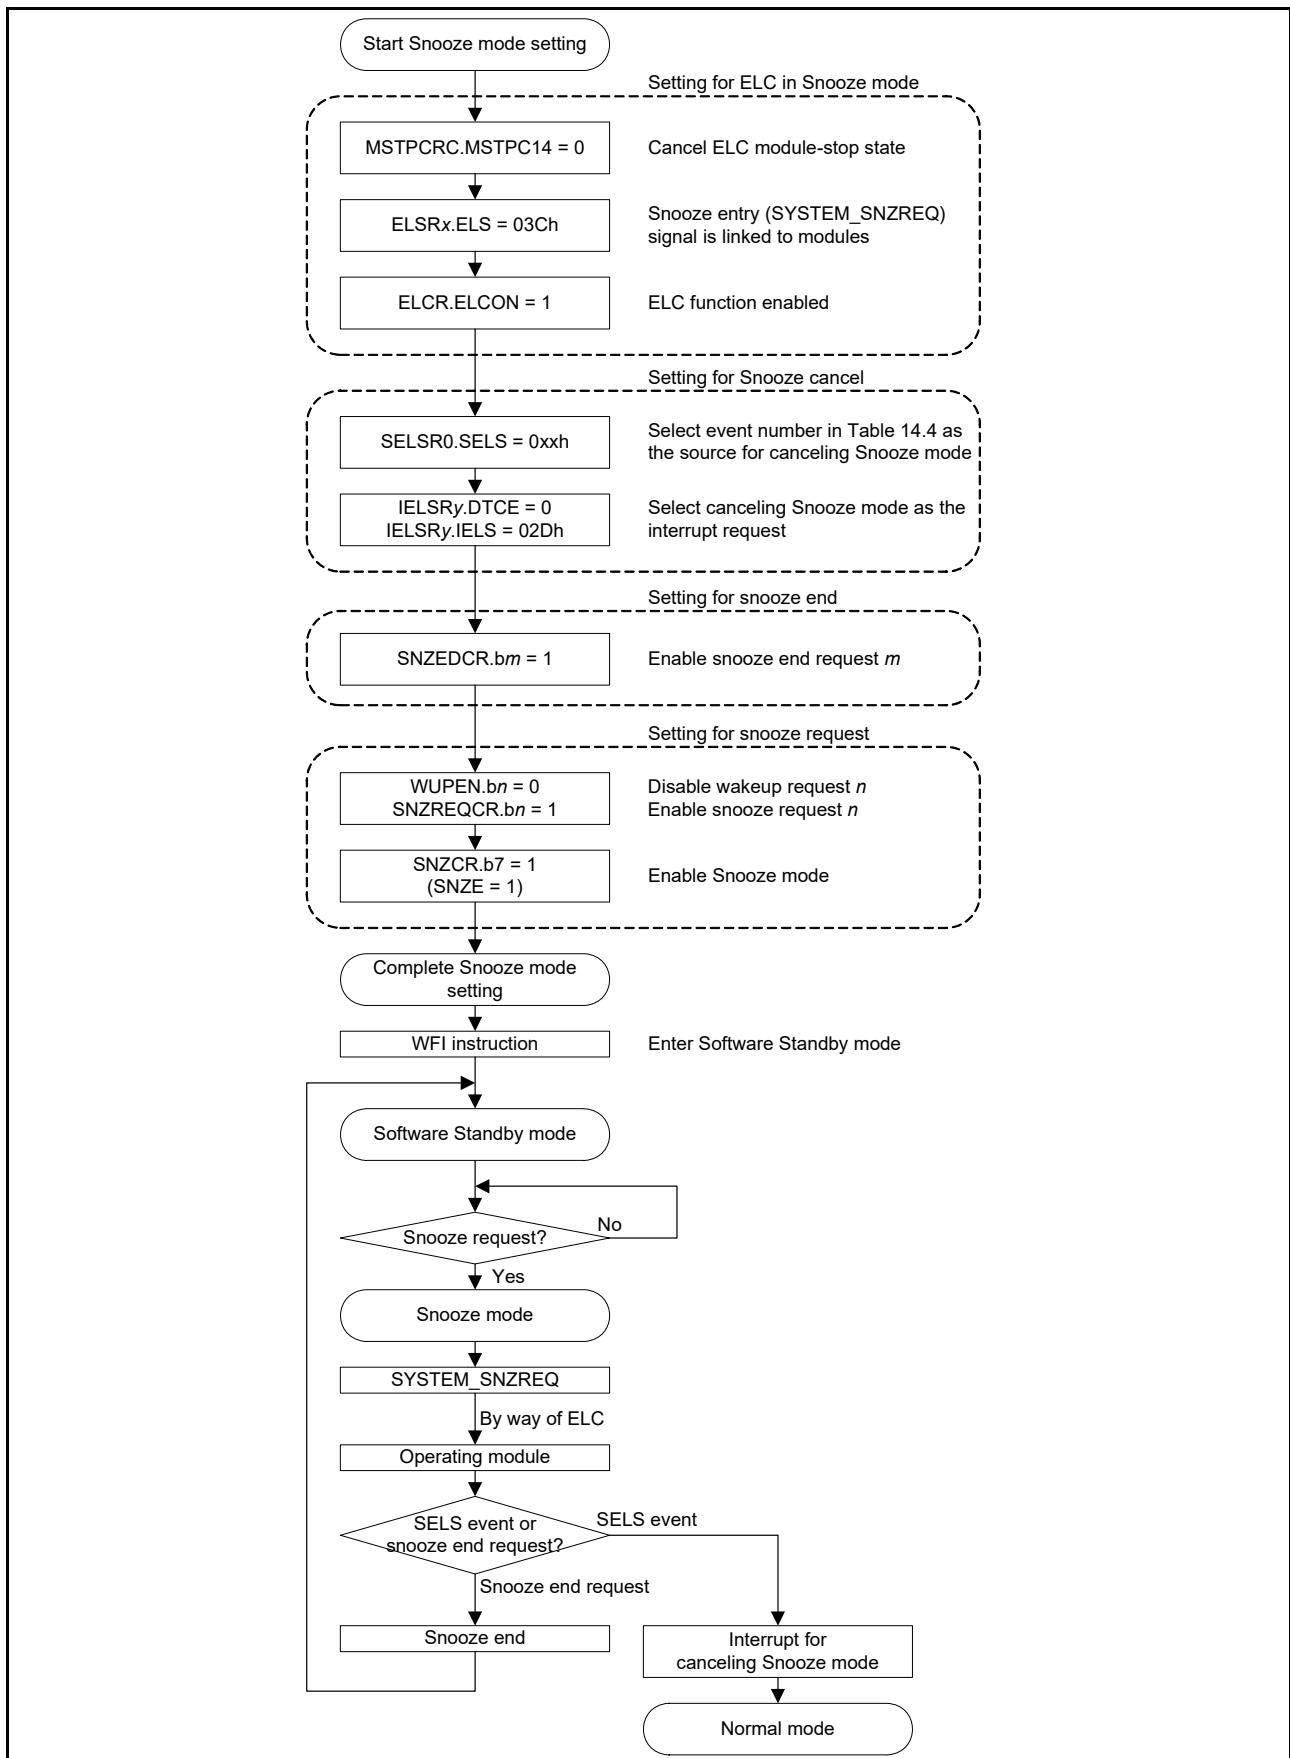 Start Snooze mode setting
Setting for ELC in Snooze mode
MSTPCRC.MSTPC14 = 0
Cancel ELC module-stop state
ELSRx.ELS = 03Ch
Snooze entry (SYSTEM_SNZREQ)
signal is linked to modules
ELCR.ELCON = 1
ELC function enabled
Setting for Snooze cancel
SELSR0.SELS = 0xxh
Select event number in Table 14.4 as
the source for canceling Snooze mode
IELSRy.DTCE = 0
IELSRy.IELS = 02Dh
Select canceling Snooze mode as the
interrupt request
Setting for snooze end
SNZEDCR.bm = 1
Enable snooze end request m
Setting for snooze request
WUPEN.bn = 0
SNZREQCR.bn = 1
Disable wakeup request n
Enable snooze request n
SNZCR.b7 = 1
(SNZE = 1)
Enable Snooze mode
Complete Snooze mode
setting
WFI instruction
Enter Software Standby mode
Software Standby mode
Snooze request?
No
Yes
Snooze mode
SYSTEM_SNZREQ
By way of ELC
Operating module
SELS event or
snooze end request?
SELS event
Snooze end request
Snooze end
Interrupt for
canceling Snooze mode
Normal mode